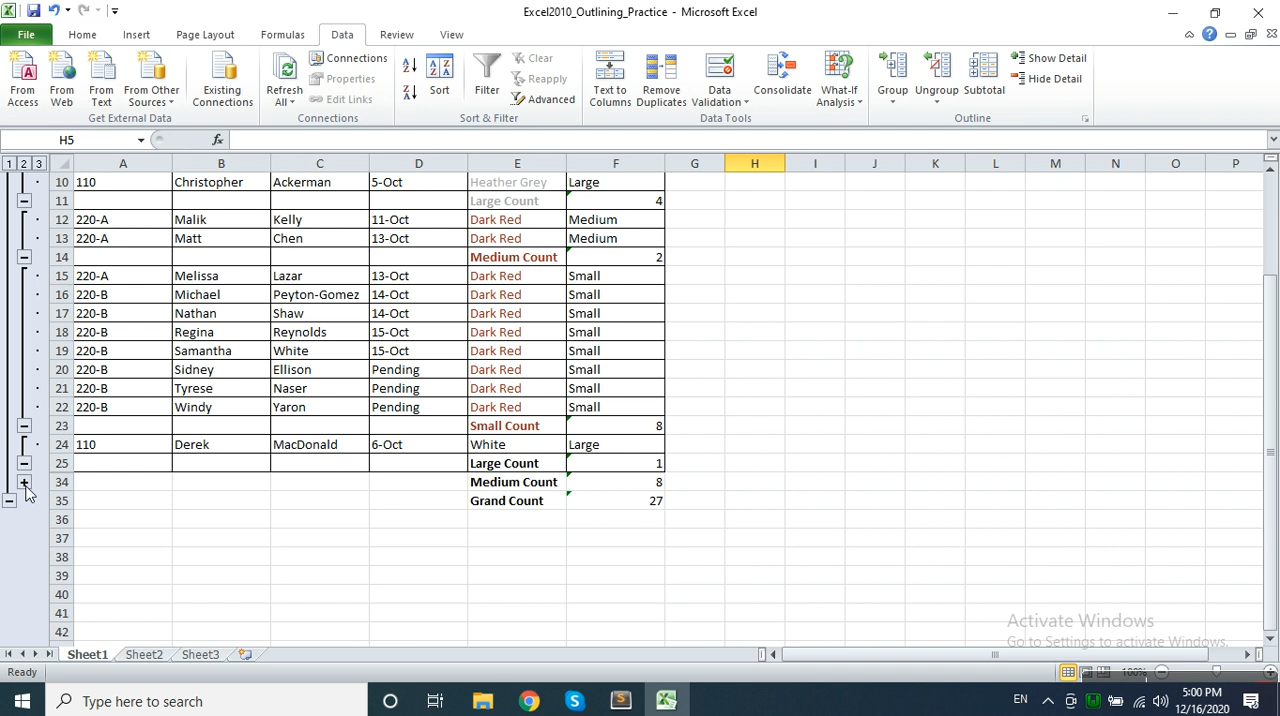 Excel2010_Outlining_Practice - Microsoft Excel
File Home Insert Page Layout Formulas Data Review View
From Access
From Web
From Text
From Other Sources
Existing Connections
Get External Data
Refresh All
Connections
Properties
Edit Links
Connections
Sort
Filter
Clear
Reapply
Advanced
Sort & Filter
Text to Columns
Remove Duplicates
Data Validation
Consolidate
What-If Analysis
Data Tools
Group
Ungroup
Subtotal
Show Detail
Hide Detail
Outline
H5 fx
1 2 3 A B C D E F G H I J K L M N O P
10 110 Christopher Ackerman 5-Oct Heather Grey Large
11 Large Count 4
12 220-A Malik Kelly 11-Oct Dark Red Medium
13 220-A Matt Chen 13-Oct Dark Red Medium
14 Medium Count 2
15 220-A Melissa Lazar 13-Oct Dark Red Small
16 220-B Michael Peyton-Gomez 14-Oct Dark Red Small
17 220-B Nathan Shaw 14-Oct Dark Red Small
18 220-B Regina Reynolds 15-Oct Dark Red Small
19 220-B Samantha White 15-Oct Dark Red Small
20 220-B Sidney Ellison Pending Dark Red Small
21 220-B Tyrese Naser Pending Dark Red Small
22 220-B Windy Yaron Pending Dark Red Small
23 Small Count 8
24 110 Derek MacDonald 6-Oct White Large
25 Large Count 1
34 Medium Count 8
35 Grand Count 27
36
37
38
39
40
41
42
Activate Windows
Go to Settings to activate Windows.
Sheet1 Sheet2 Sheet3
Ready 100%
Type here to search
EN
5:00 PM
12/16/2020